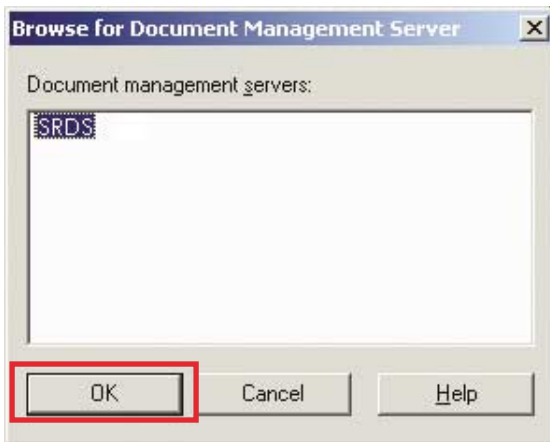 Browse for Document Management Server
Document management servers:
SRDS
OK Cancel Help